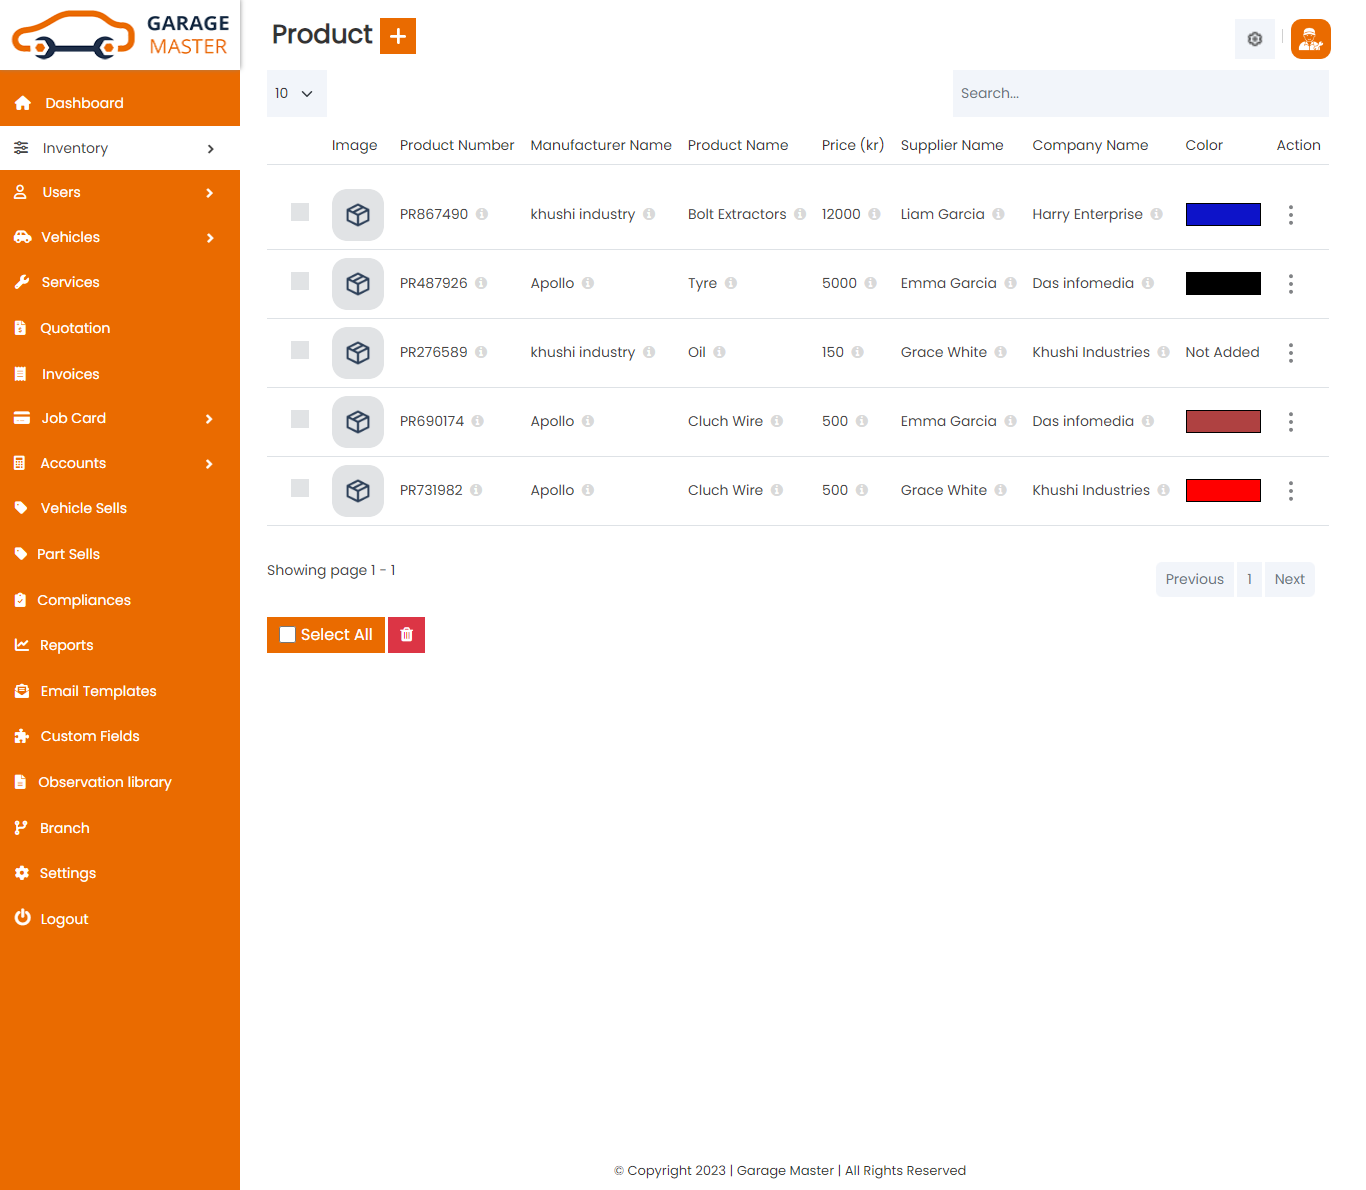 GARAGE
MASTER
Product
Dashboard
Inventory
Users
Vehicles
Services
Quotation
Invoices
Job Card
Accounts
Vehicle Sells
Part Sells
Compliances
Reports
Email Templates
Custom Fields
Observation library
Branch
Settings
Logout
10
Search...
Image Product Number Manufacturer Name Product Name Price (kr) Supplier Name Company Name Color Action
PR867490 khushi industry Bolt Extractors 12000 Liam Garcia Harry Enterprise
PR487926 Apollo Tyre 5000 Emma Garcia Das infomedia
PR276589 khushi industry Oil 150 Grace White Khushi Industries Not Added
PR690174 Apollo Cluch Wire 500 Emma Garcia Das infomedia
PR731982 Apollo Cluch Wire 500 Grace White Khushi Industries
Showing page 1 - 1
Previous 1 Next
Select All
© Copyright 2023 | Garage Master | All Rights Reserved